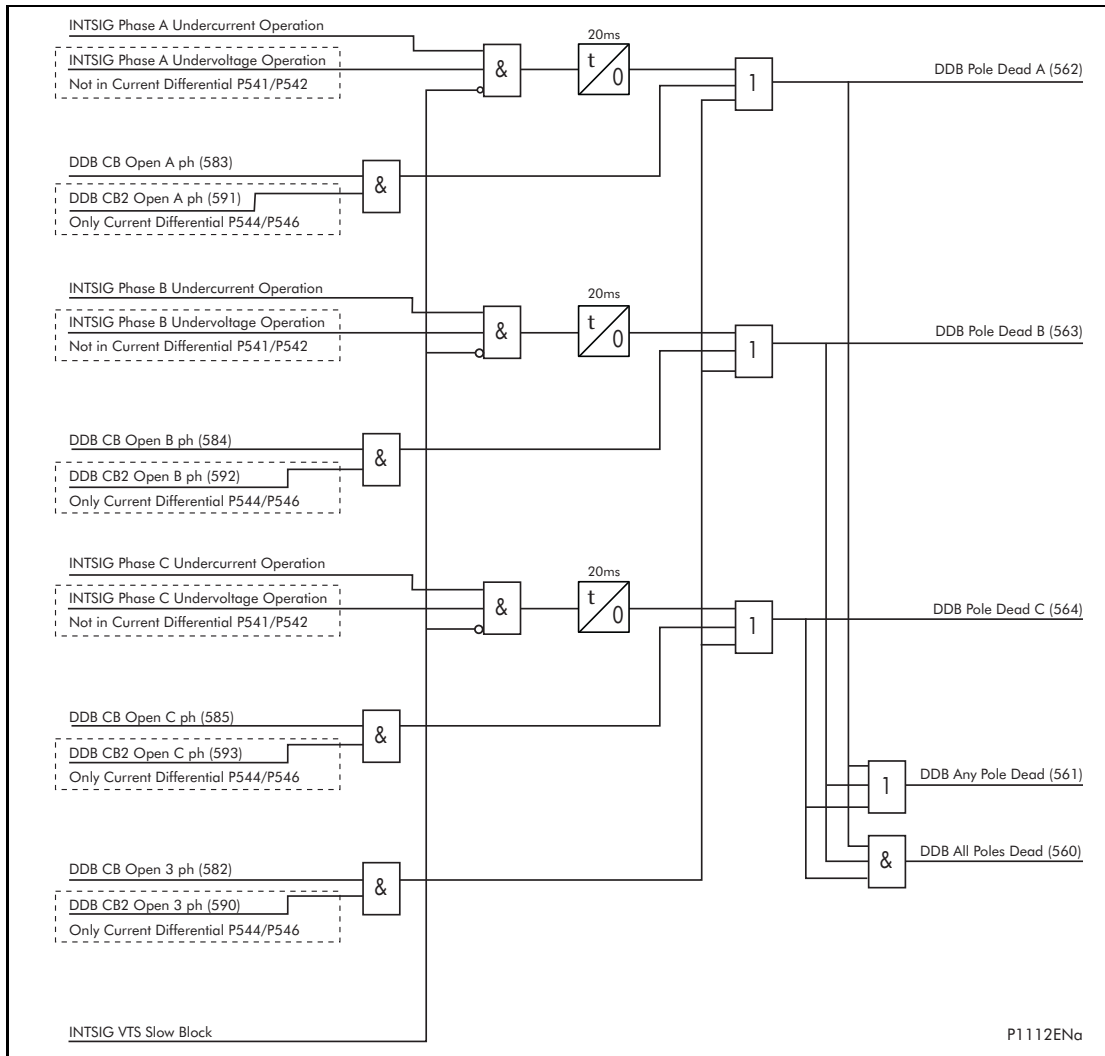 INTSIG Phase A Undercurrent Operation
INTSIG Phase A Undervoltage Operation
Not in Current Differential P541/P542
&
20ms
t
0
1
DDB Pole Dead A (562)
DDB CB Open A ph (583)
DDB CB2 Open A ph (591)
Only Current Differential P544/P546
&
INTSIG Phase B Undercurrent Operation
INTSIG Phase B Undervoltage Operation
Not in Current Differential P541/P542
&
20ms
t
0
1
DDB Pole Dead B (563)
DDB CB Open B ph (584)
DDB CB2 Open B ph (592)
Only Current Differential P544/P546
&
INTSIG Phase C Undercurrent Operation
INTSIG Phase C Undervoltage Operation
Not in Current Differential P541/P542
&
20ms
t
0
1
DDB Pole Dead C (564)
DDB CB Open C ph (585)
DDB CB2 Open C ph (593)
Only Current Differential P544/P546
&
1
DDB Any Pole Dead (561)
&
DDB All Poles Dead (560)
DDB CB Open 3 ph (582)
DDB CB2 Open 3 ph (590)
Only Current Differential P544/P546
&
INTSIG VTS Slow Block
P1112ENa